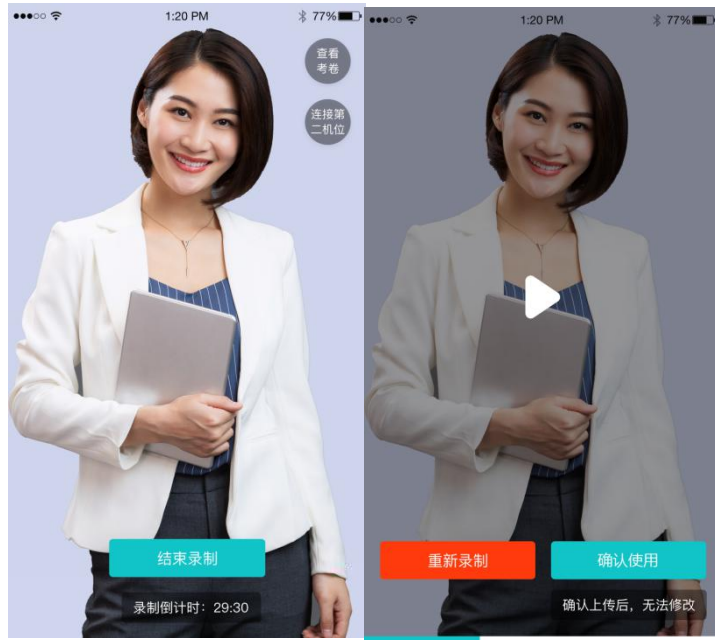 1:20 PM
77%
查看
考卷
连接第
二机位
结束录制
录制倒计时：29:30
1:20 PM
77%
重新录制
确认使用
确认上传后，无法修改